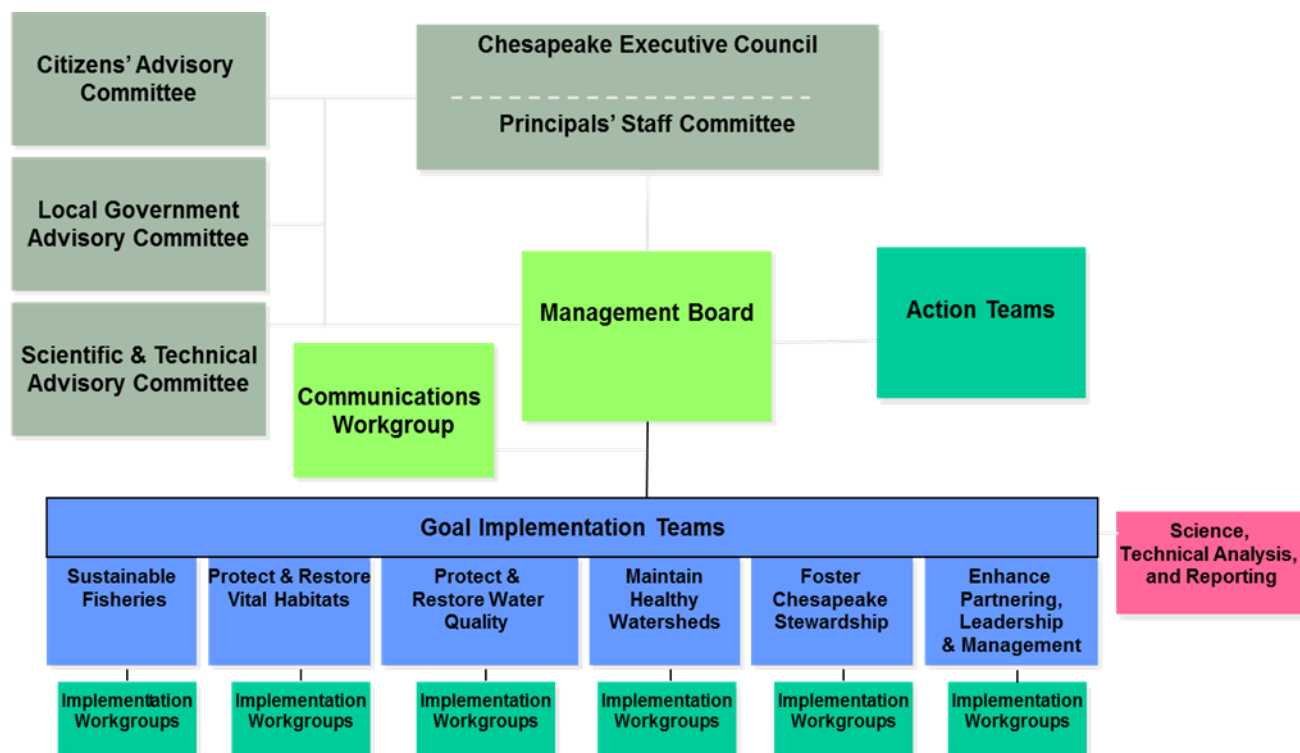 Citizens' Advisory
Committee
Chesapeake Executive Council
Principals' Staff Committee
Local Government
Advisory Committee
Scientific & Technical
Advisory Committee
Management Board
Action Teams
Communications
Workgroup
Goal Implementation Teams
Science,
Technical Analysis,
and Reporting
Sustainable
Fisheries
Protect & Restore
Vital Habitats
Protect &
Restore Water
Quality
Maintain
Healthy
Watersheds
Foster
Chesapeake
Stewardship
Enhance
Partnering,
Leadership
& Management
Implementation
Workgroups
Implementation
Workgroups
Implementation
Workgroups
Implementation
Workgroups
Implementation
Workgroups
Implementation
Workgroups